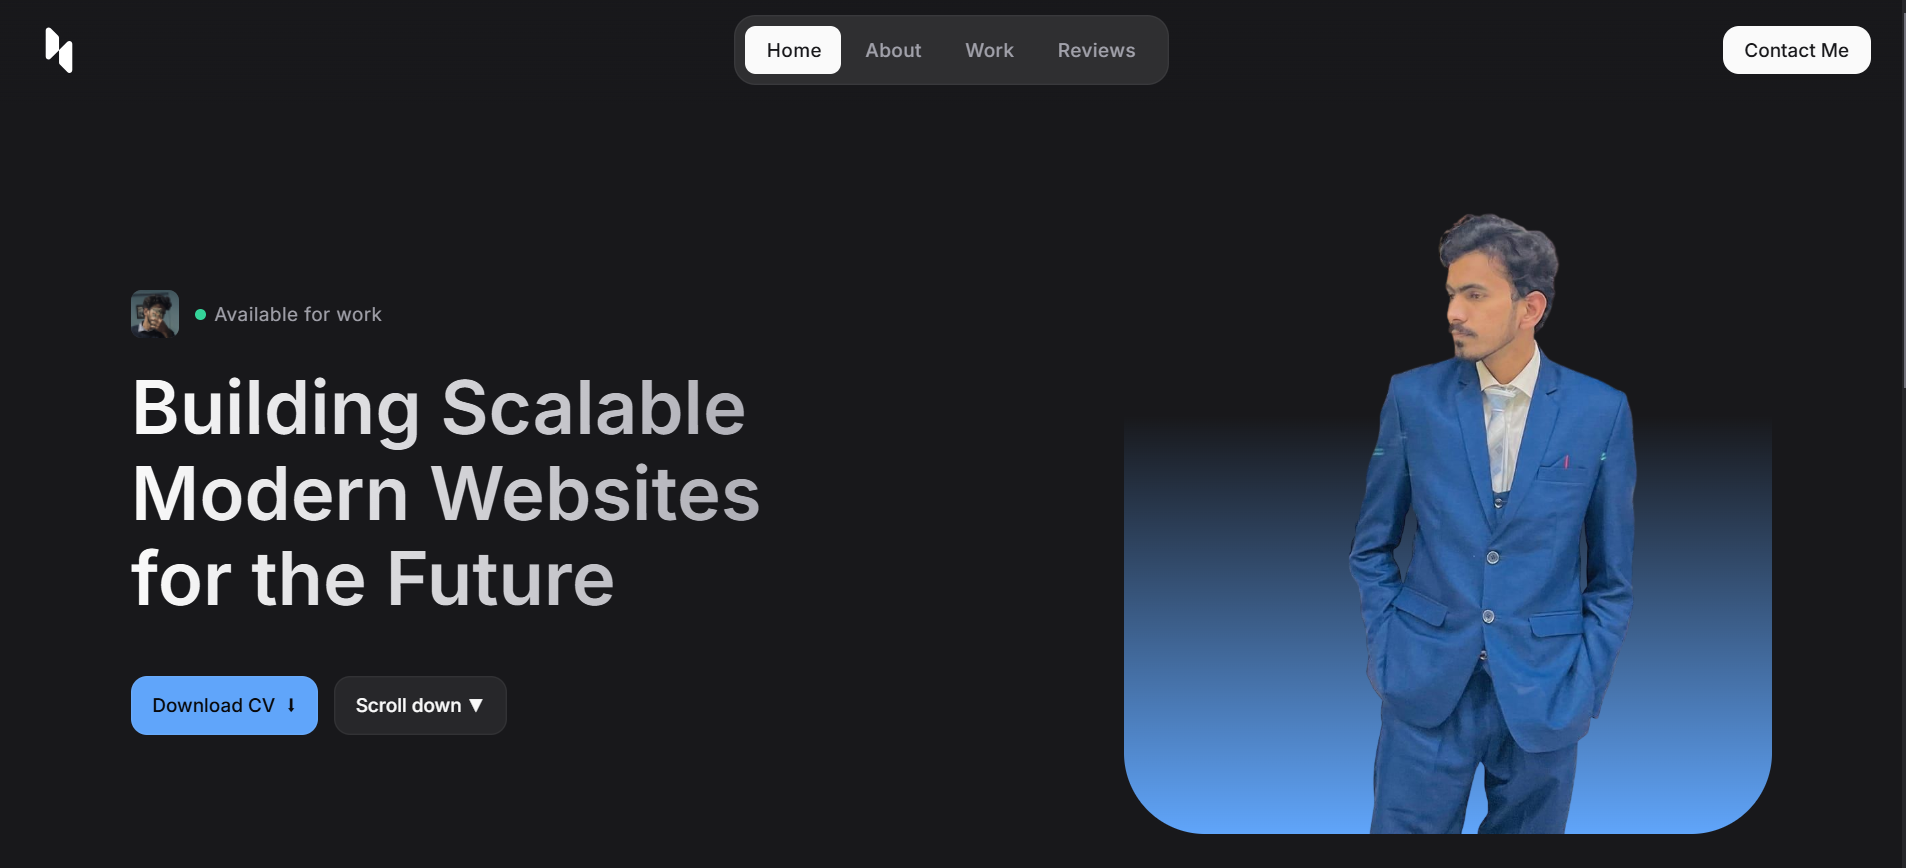 Home
About
Work
Reviews
Contact Me
Available for work
Building Scalable
Modern Websites
for the Future
Download CV ⭳
Scroll down ▼